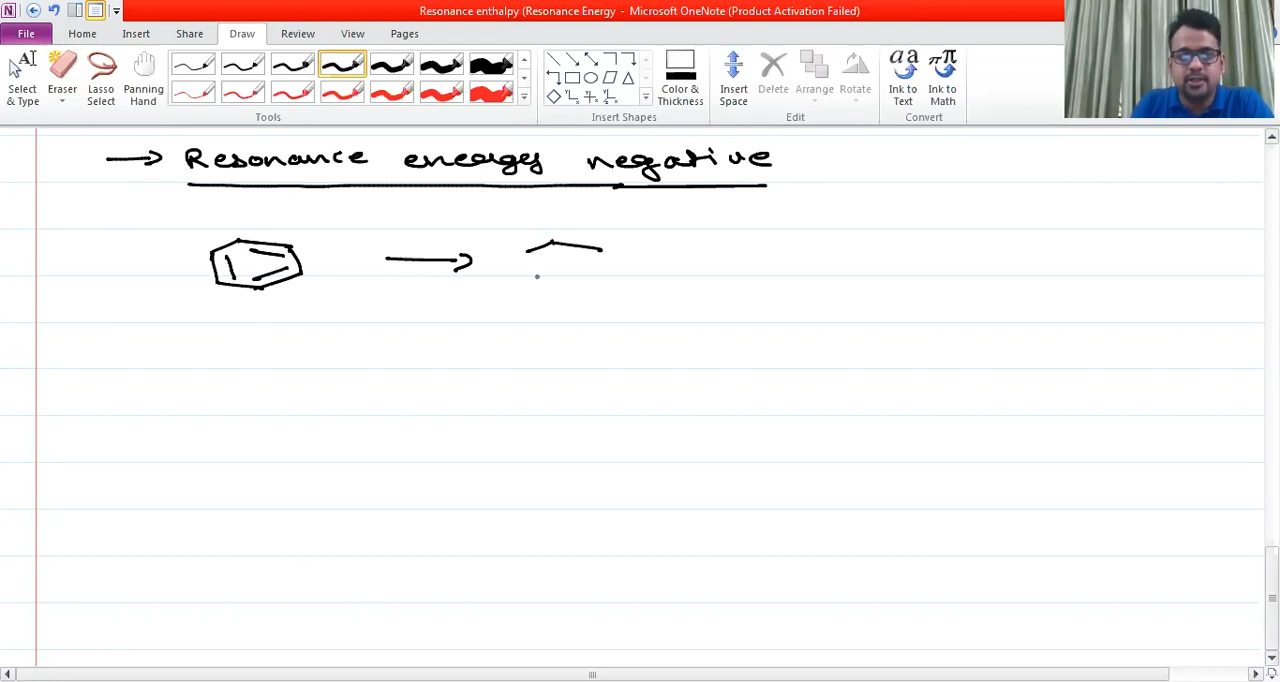 Resonance enthalpy (Resonance Energy - Microsoft OneNote (Product Activation Failed)
File Home Insert Share Draw Review View Pages
Select & Type
Eraser
Lasso Select
Panning Hand
Color & Thickness
Insert Space
Delete
Arrange
Rotate
Ink to Text
Ink to Math
Tools Insert Shapes Edit Convert
→ Resonance energy negative